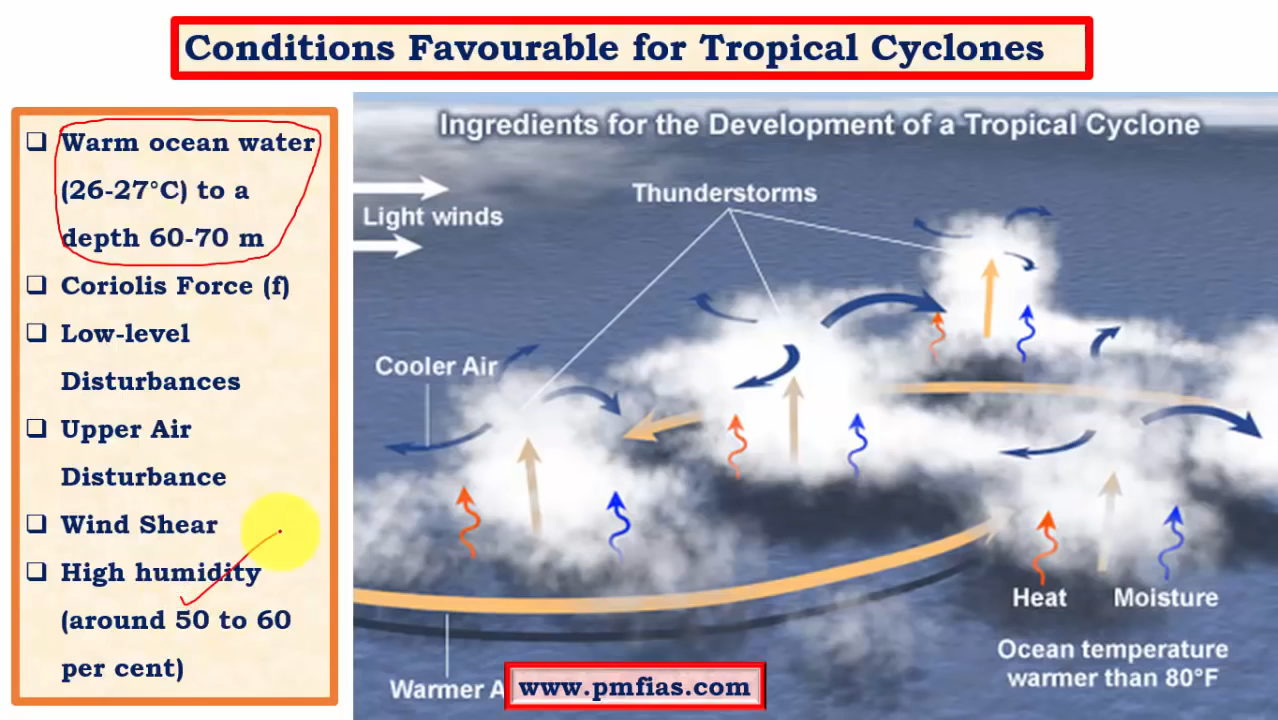 Conditions Favourable for Tropical Cyclones
❑ Warm ocean water
(26-27°C) to a
depth 60-70 m
❑ Coriolis Force (f)
❑ Low-level
Disturbances
❑ Upper Air
Disturbance
❑ Wind Shear
❑ High humidity
(around 50 to 60
per cent)
Ingredients for the Development of a Tropical Cyclone
Thunderstorms
Light winds
Cooler Air
Heat
Moisture
Ocean temperature
warmer than 80°F
Warmer A
www.pmfias.com